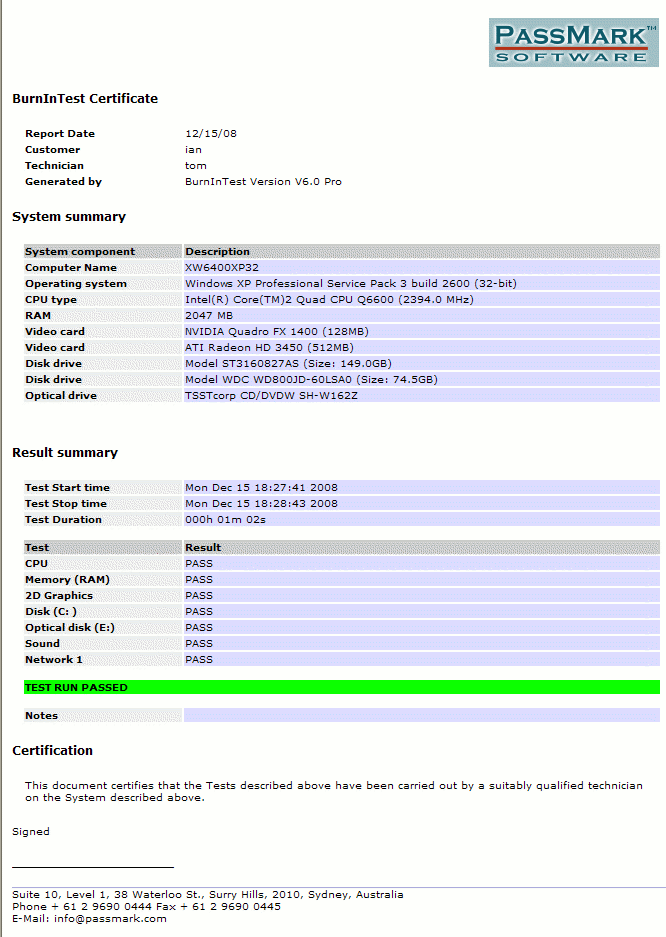 PASSMARK™
SOFTWARE
BurnInTest Certificate
Report Date 12/15/08
Customer ian
Technician tom
Generated by BurnInTest Version V6.0 Pro
System summary
System component Description
Computer Name XW6400XP32
Operating system Windows XP Professional Service Pack 3 build 2600 (32-bit)
CPU type Intel(R) Core(TM)2 Quad CPU Q6600 (2394.0 MHz)
RAM 2047 MB
Video card NVIDIA Quadro FX 1400 (128MB)
Video card ATI Radeon HD 3450 (512MB)
Disk drive Model ST3160827AS (Size: 149.0GB)
Disk drive Model WDC WD800JD-60LSA0 (Size: 74.5GB)
Optical drive TSSTcorp CD/DVDW SH-W162Z
Result summary
Test Start time Mon Dec 15 18:27:41 2008
Test Stop time Mon Dec 15 18:28:43 2008
Test Duration 000h 01m 02s
Test Result
CPU PASS
Memory (RAM) PASS
2D Graphics PASS
Disk (C: ) PASS
Optical disk (E:) PASS
Sound PASS
Network 1 PASS
TEST RUN PASSED
Notes
Certification
This document certifies that the Tests described above have been carried out by a suitably qualified technician
on the System described above.
Signed
Suite 10, Level 1, 38 Waterloo St., Surry Hills, 2010, Sydney, Australia
Phone + 61 2 9690 0444 Fax + 61 2 9690 0445
E-Mail: info@passmark.com